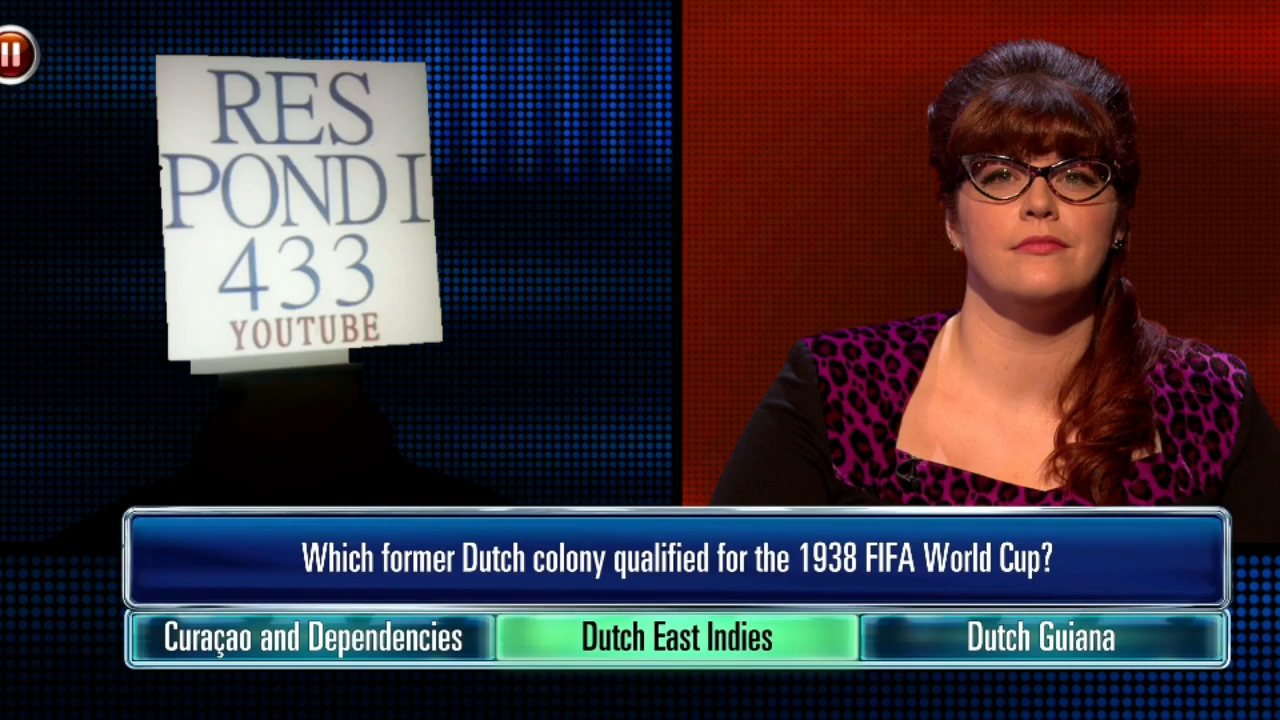 RES
POND I
433
YOUTUBE
Which former Dutch colony qualified for the 1938 FIFA World Cup?
Curaçao and Dependencies
Dutch East Indies
Dutch Guiana